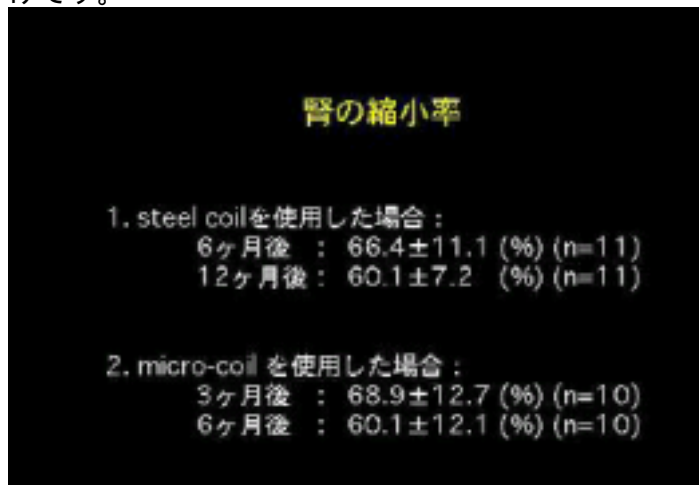 けです。
腎の縮小率
1. steel coilを使用した場合：
6ヶ月後 ： 66.4±11.1 (%) (n=11)
12ヶ月後： 60.1±7.2 (%) (n=11)
2. micro-coil を使用した場合：
3ヶ月後 ： 68.9±12.7 (%) (n=10)
6ヶ月後 ： 60.1±12.1 (%) (n=10)